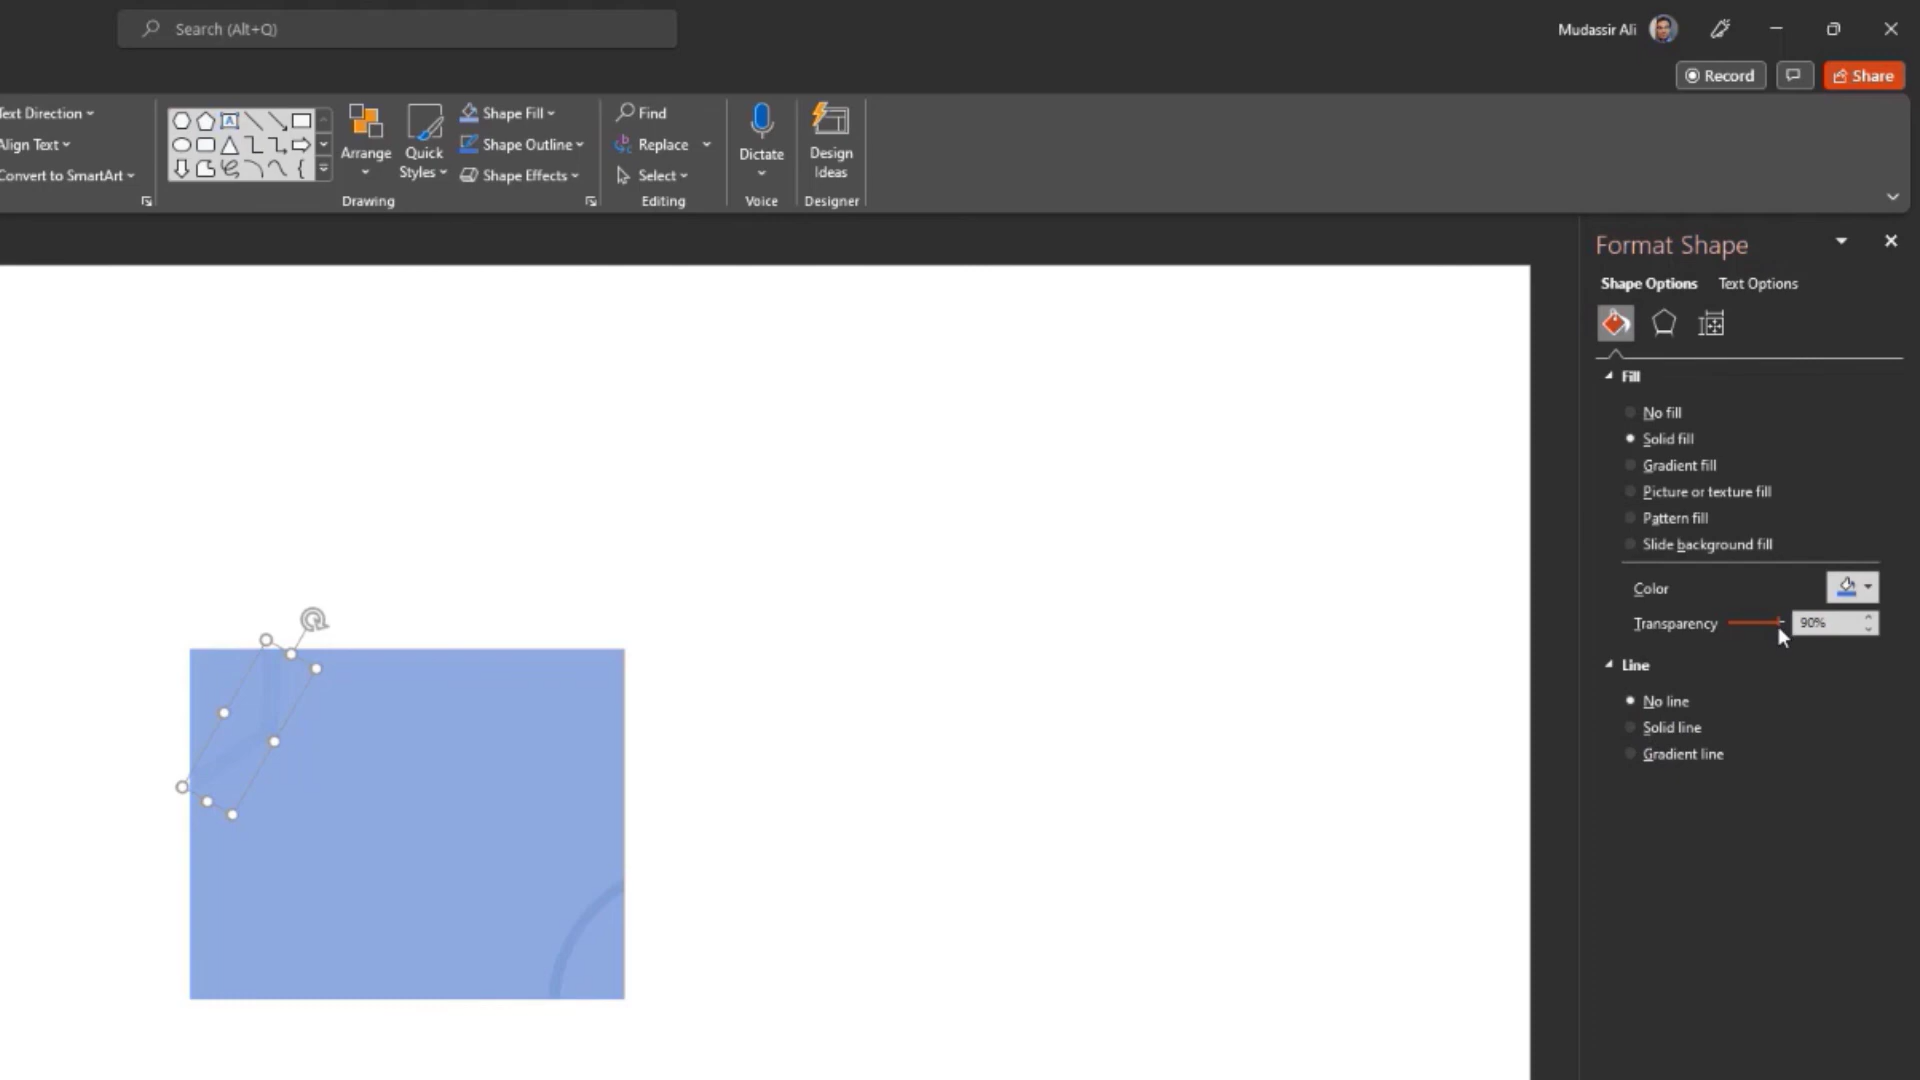 Search (Alt+Q)
Mudassir Ali
Record
Share
Text Direction
Align Text
Convert to SmartArt
Arrange
Quick
Styles
Shape Fill
Shape Outline
Shape Effects
Drawing
Find
Replace
Select
Editing
Dictate
Voice
Design
Ideas
Designer
Format Shape
Shape Options Text Options
Fill
No fill
Solid fill
Gradient fill
Picture or texture fill
Pattern fill
Slide background fill
Color
Transparency 90%
Line
No line
Solid line
Gradient line